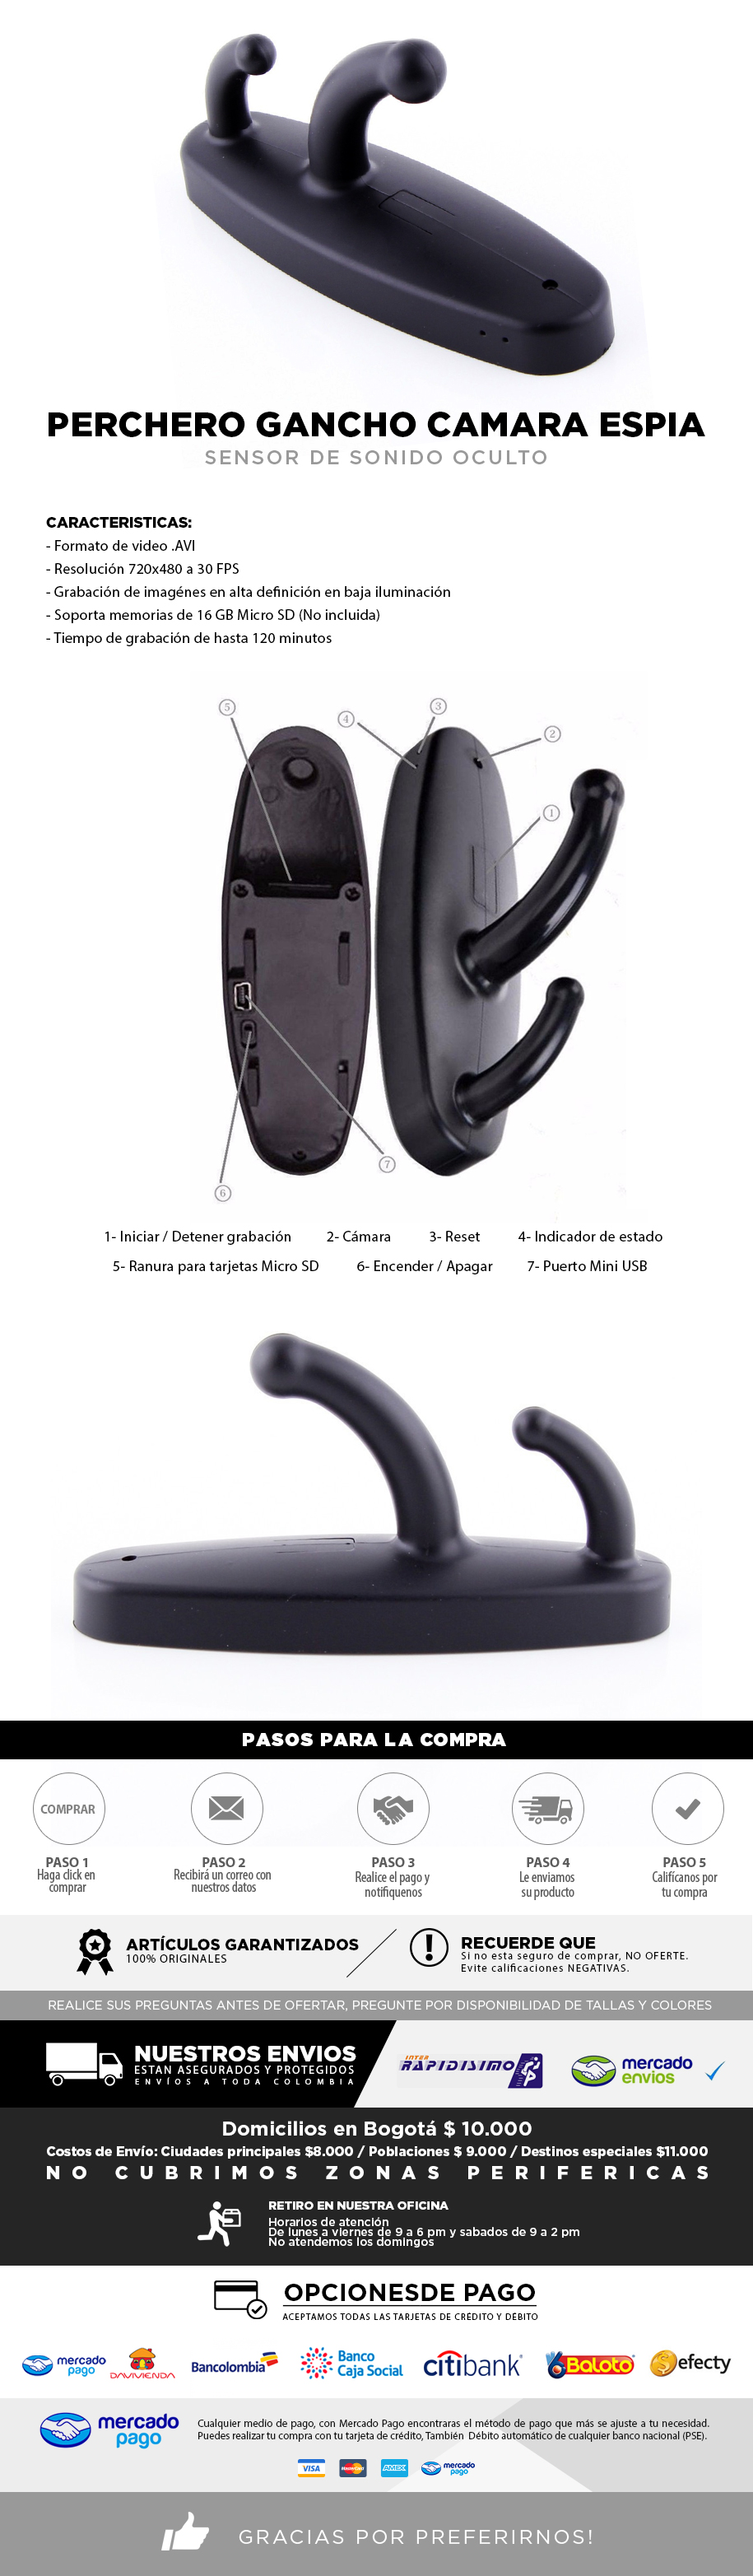 PERCHERO GANCHO CAMARA ESPIA
SENSOR DE SONIDO OCULTO
CARACTERISTICAS:
- Formato de video .AVI
- Resolución 720x480 a 30 FPS
- Grabación de imagénes en alta definición en baja iluminación
- Soporta memorias de 16 GB Micro SD (No incluida)
- Tiempo de grabación de hasta 120 minutos
5
4
3
2
1
7
6
1- Iniciar / Detener grabación 2- Cámara 3- Reset 4- Indicador de estado
5- Ranura para tarjetas Micro SD 6- Encender / Apagar 7- Puerto Mini USB
PASOS PARA LA COMPRA
COMPRAR
PASO 1
Haga click en
comprar
PASO 2
Recibirá un correo con
nuestros datos
PASO 3
Realice el pago y
notifiquenos
PASO 4
Le enviamos
su producto
PASO 5
Califícanos por
tu compra
ARTÍCULOS GARANTIZADOS
100% ORIGINALES
RECUERDE QUE
Si no esta seguro de comprar, NO OFERTE.
Evite calificaciones NEGATIVAS.
REALICE SUS PREGUNTAS ANTES DE OFERTAR, PREGUNTE POR DISPONIBILIDAD DE TALLAS Y COLORES
NUESTROS ENVIOS
ESTAN ASEGURADOS Y PROTEGIDOS
ENVÍOS A TODA COLOMBIA
INTER
RAPIDISIMO
mercado
envios
Domicilios en Bogotá $ 10.000
Costos de Envío: Ciudades principales $8.000 / Poblaciones $ 9.000 / Destinos especiales $11.000
NO CUBRIMOS ZONAS PERIFERICAS
RETIRO EN NUESTRA OFICINA
Horarios de atención
De lunes a viernes de 9 a 6 pm y sabados de 9 a 2 pm
No atendemos los domingos
OPCIONESDE PAGO
ACEPTAMOS TODAS LAS TARJETAS DE CRÉDITO Y DÉBITO
mercado
pago
DAVIVIENDA
Bancolombia
Banco
Caja Social
citibank
Baloto
efecty
mercado
pago
Cualquier medio de pago, con Mercado Pago encontraras el método de pago que más se ajuste a tu necesidad.
Puedes realizar tu compra con tu tarjeta de crédito, También Débito automático de cualquier banco nacional (PSE).
VISA
MasterCard
AMEX
mercado
pago
GRACIAS POR PREFERIRNOS!